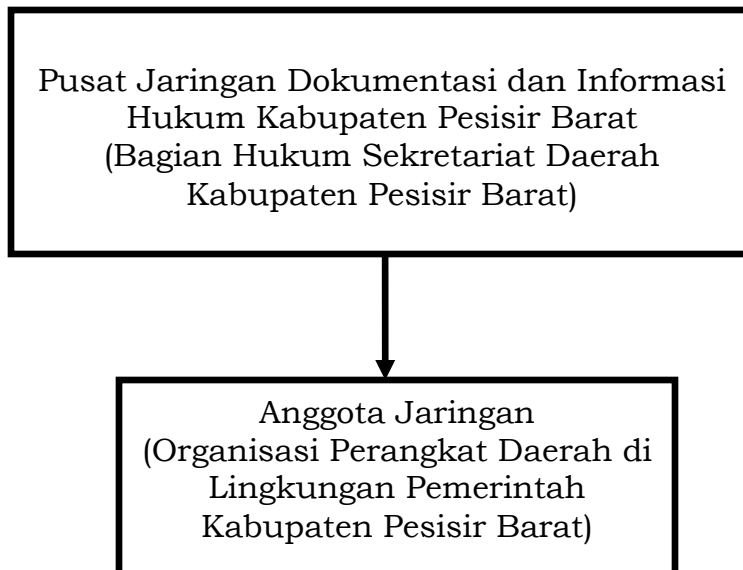 Pusat Jaringan Dokumentasi dan Informasi
Hukum Kabupaten Pesisir Barat
(Bagian Hukum Sekretariat Daerah
Kabupaten Pesisir Barat)
Anggota Jaringan
(Organisasi Perangkat Daerah di
Lingkungan Pemerintah
Kabupaten Pesisir Barat)